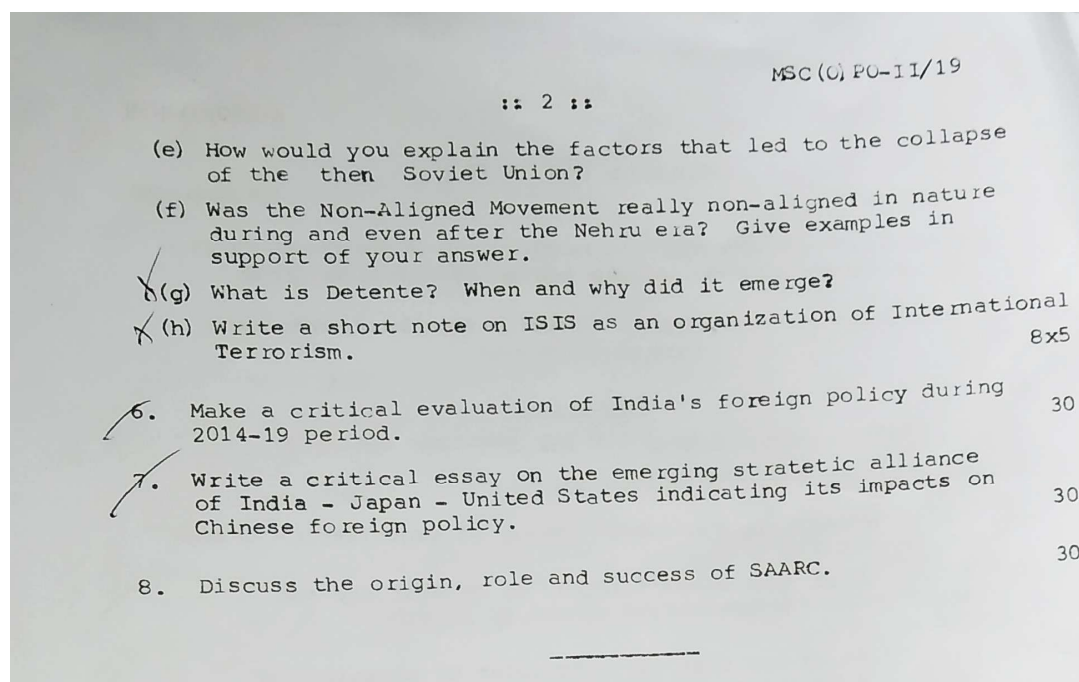 MSC(O) PO-II/19
:: 2 ::
(e) How would you explain the factors that led to the collapse
of the then Soviet Union?
(f) Was the Non-Aligned Movement really non-aligned in nature
during and even after the Nehru era? Give examples in
support of your answer.
(g) What is Detente? When and why did it emerge?
(h) Write a short note on ISIS as an organization of International
Terrorism.
8x5
6. Make a critical evaluation of India's foreign policy during
2014-19 period.
30
7. Write a critical essay on the emerging stratetic alliance
of India - Japan - United States indicating its impacts on
Chinese foreign policy.
30
8. Discuss the origin, role and success of SAARC.
30